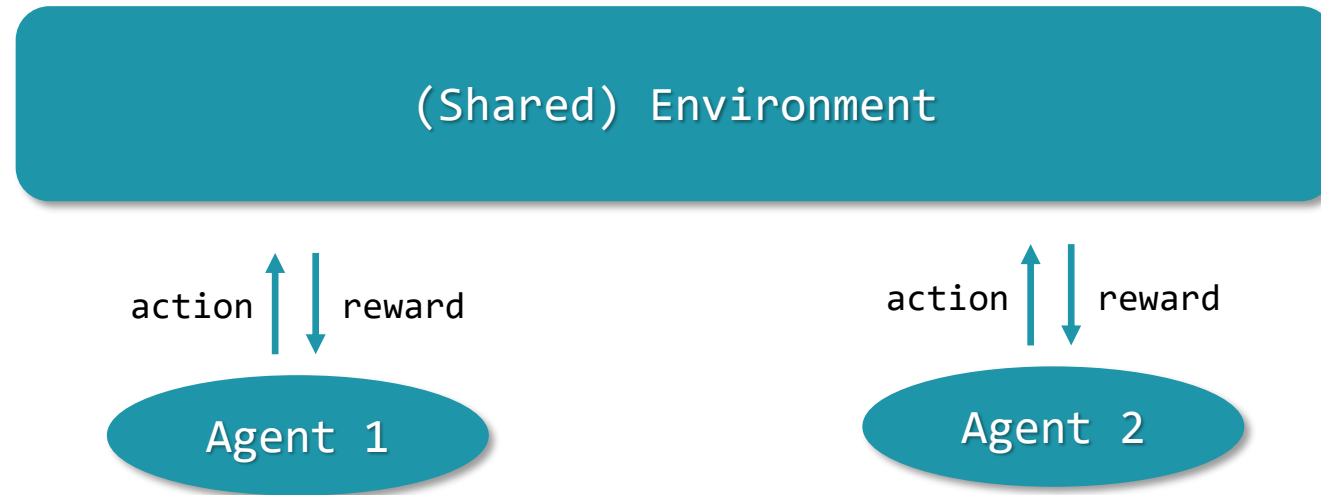 (Shared) Environment
action
reward
action
reward
Agent 1
Agent 2